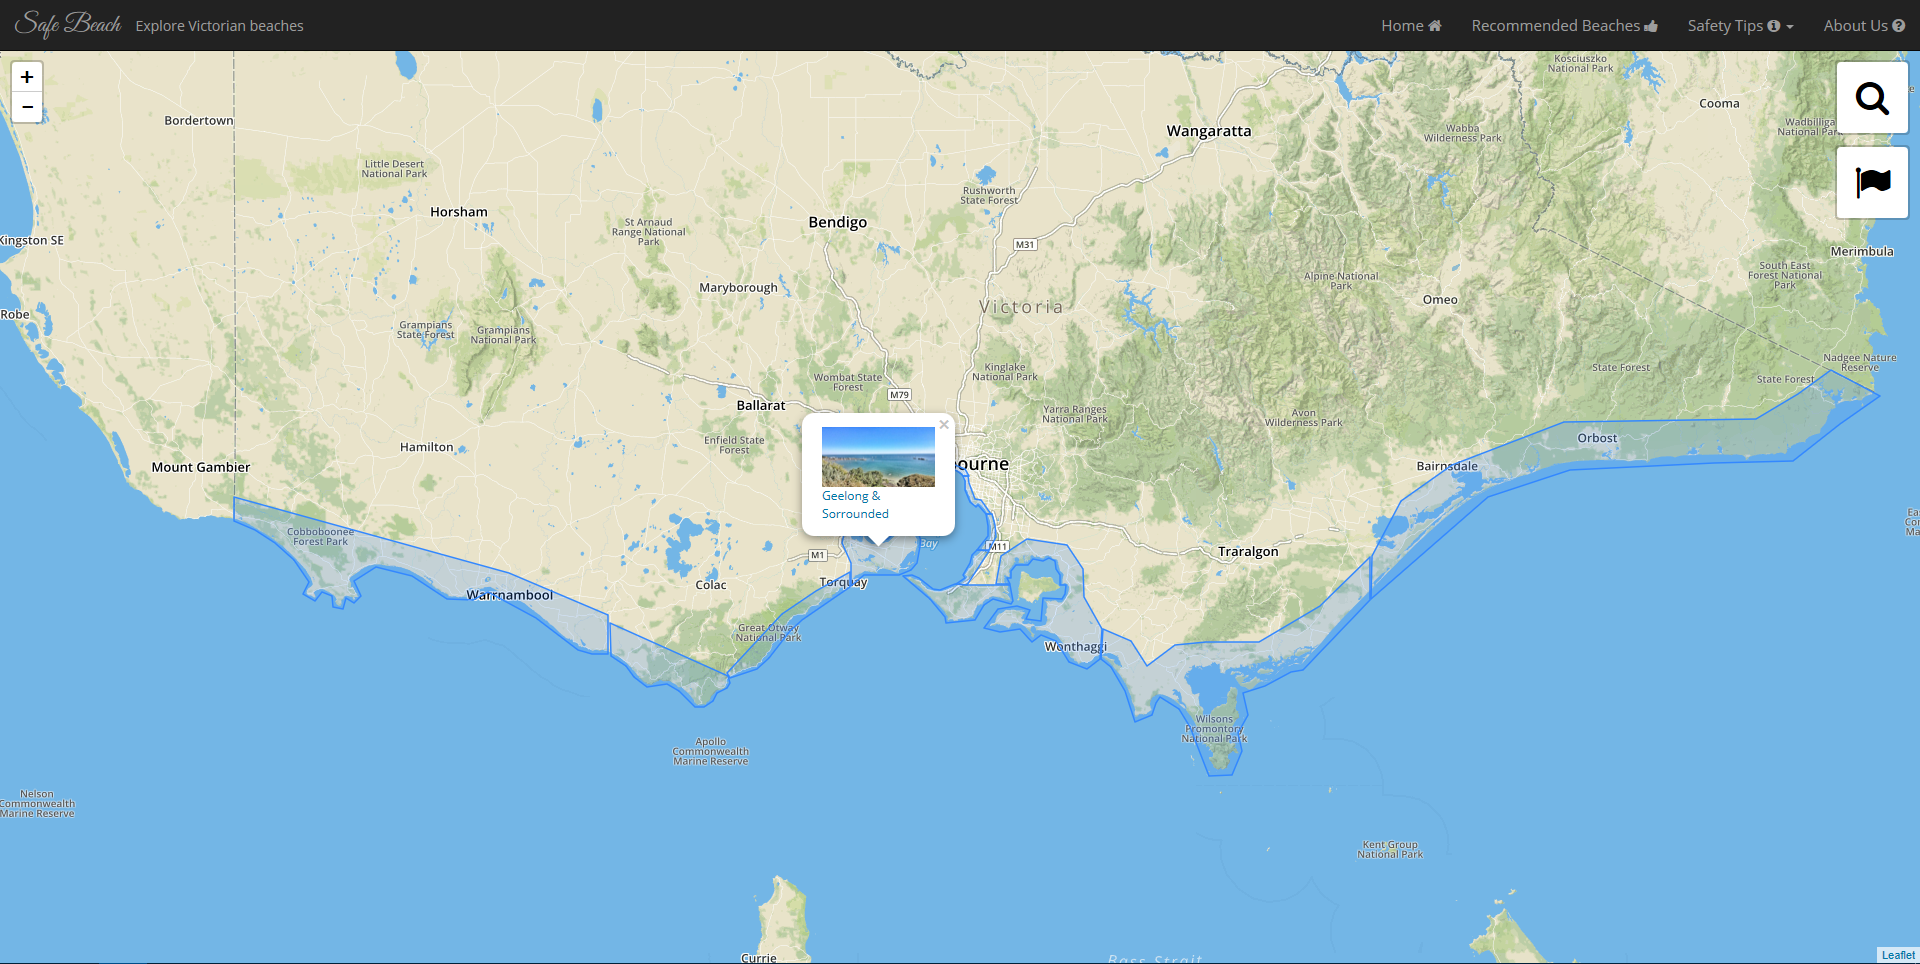 Safe Beach Explore Victorian beaches Home Recommended Beaches Safety Tips About Us
+
−
Kosciuszko
National Park
Cooma
Bordertown
Wangaratta
Wabba
Wilderness Park
Wadbilliga
National Park
Little Desert
National Park
Rushworth
State Forest
Horsham
St Arnaud
Range National
Park
Bendigo
Kingston SE
M31
Merimbula
South East
Forest National
Park
Alpine National
Park
Maryborough
Omeo
Victoria
Robe
Grampians
State Forest
Grampians
National Park
Nadgee Nature
Reserve
Kinglake
National Park
State Forest
Wombat State
Forest
State Forest
M79
Ballarat
Yarra Ranges
National Park
Avon
Wilderness Park
×
Enfield State
Forest
Orbost
Hamilton
Mount Gambier
ourne
Bairnsdale
Geelong &
Sorrounded
Cobboboonee
Forest Park
Bay
M11
M1
Traralgon
Torquay
Colac
Warrnambool
Great Otway
National Park
Wonthaggi
Wilsons
Promontory
National Park
Apollo
Commonwealth
Marine Reserve
Nelson
Commonwealth
Marine Reserve
Kent Group
National Park
Currie
Bass Strait
Leaflet